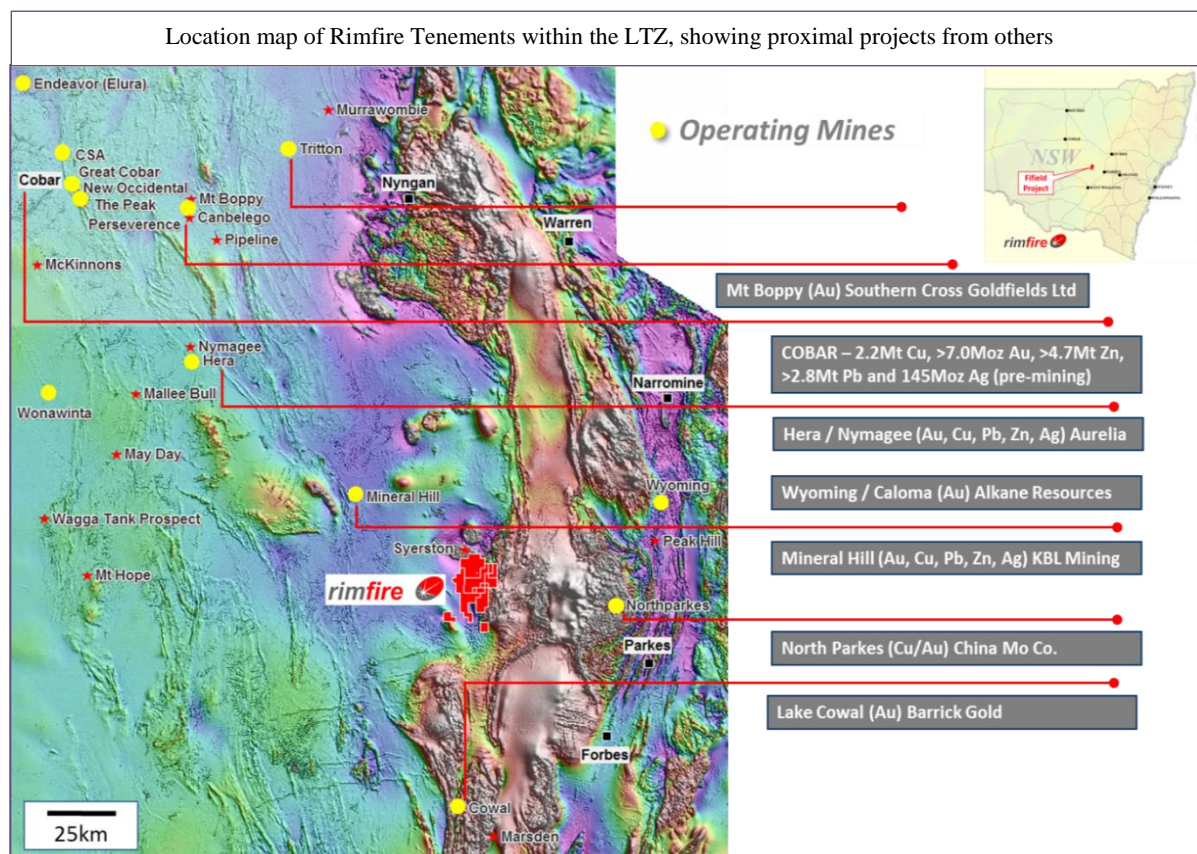 Location map of Rimfire Tenements within the LTZ, showing proximal projects from others
Endeavor (Elura)
Murrawombie
Operating Mines
CSA
Great Cobar
Cobar
New Occidental
The Peak
Perseverence
Mt Boppy
Canbelego
Pipeline
McKinnons
Tritton
Nyngan
Warren
NSW
Fifield
Project
rimfire
Mt Boppy (Au) Southern Cross Goldfields Ltd
COBAR – 2.2Mt Cu, >7.0Moz Au, >4.7Mt Zn,
>2.8Mt Pb and 145Moz Ag (pre-mining)
Nymagee
Hera
Wonawinta
Mallee Bull
May Day
Narromine
Hera / Nymagee (Au, Cu, Pb, Zn, Ag) Aurelia
Wyoming / Caloma (Au) Alkane Resources
Mineral Hill
Wyoming
Wagga Tank Prospect
Peak Hill
Syerston
Mineral Hill (Au, Cu, Pb, Zn, Ag) KBL Mining
Mt Hope
rimfire
Northparkes
North Parkes (Cu/Au) China Mo Co.
Parkes
Lake Cowal (Au) Barrick Gold
Forbes
Cowal
Marsden
25km